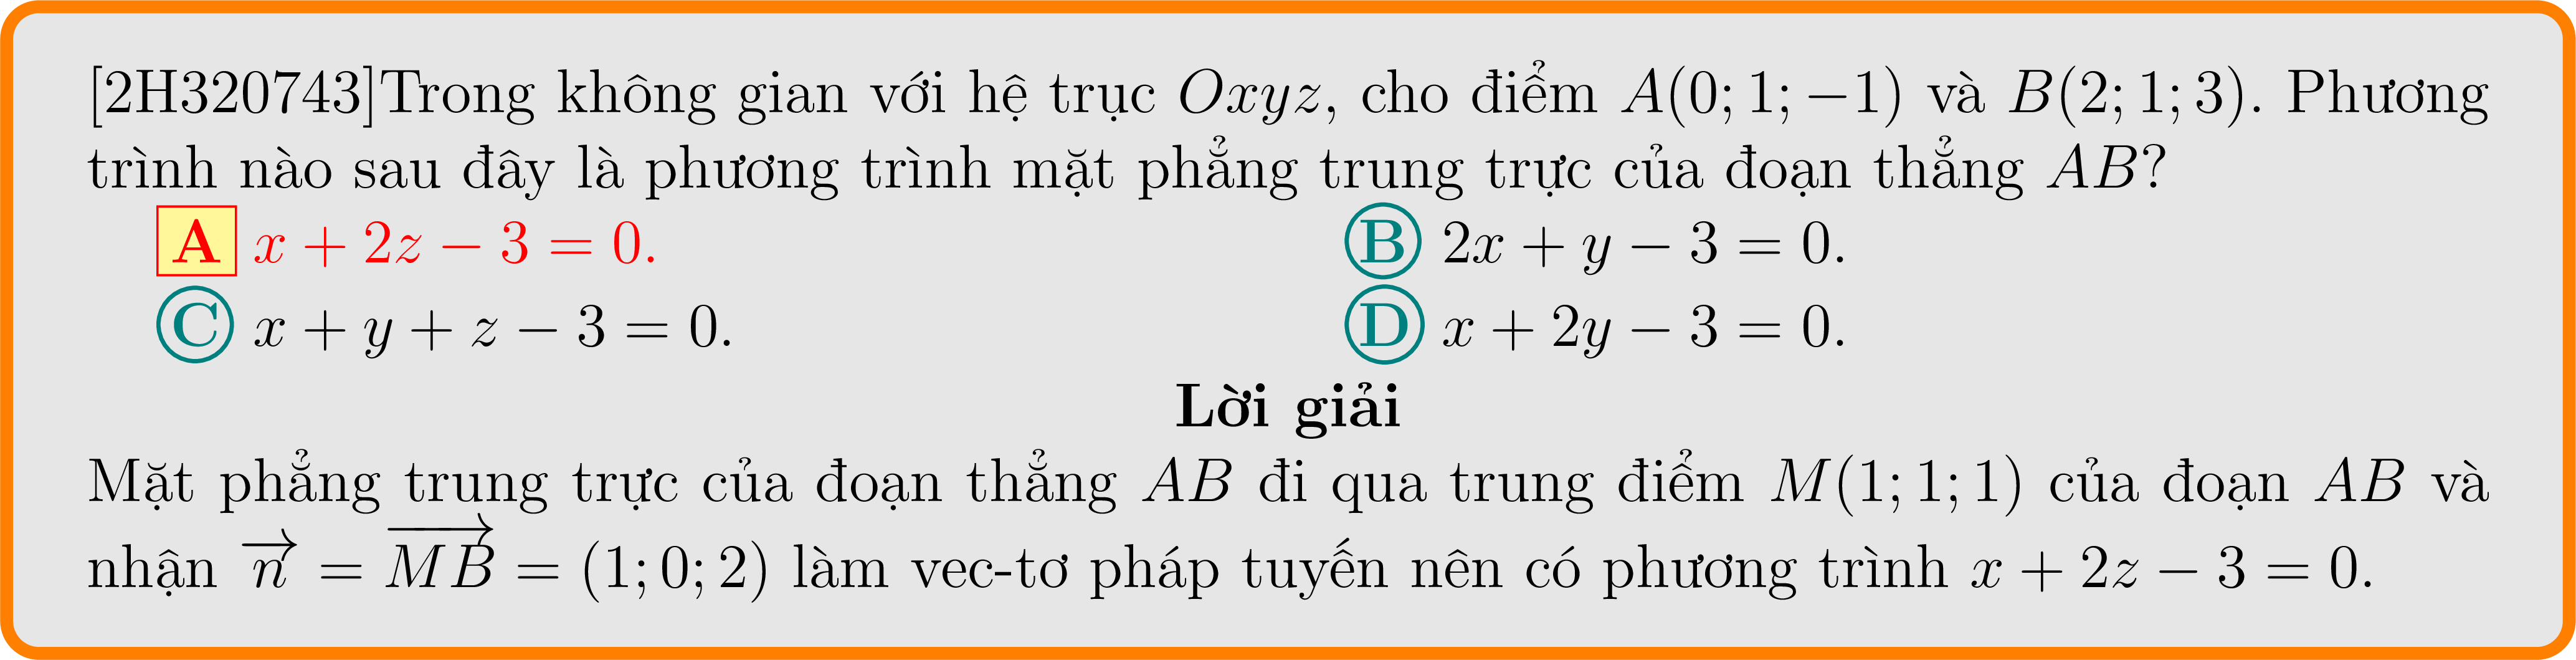 [2H320743]Trong không gian với hệ trục Oxyz, cho điểm A(0; 1; −1) và B(2; 1; 3). Phương
trình nào sau đây là phương trình mặt phẳng trung trực của đoạn thẳng AB?
A x + 2z − 3 = 0. B 2x + y − 3 = 0.
C x + y + z − 3 = 0. D x + 2y − 3 = 0.
Lời giải
Mặt phẳng trung trực của đoạn thẳng AB đi qua trung điểm M(1; 1; 1) của đoạn AB và
nhận \overrightarrow{n} = \overrightarrow{MB} = (1; 0; 2) làm vec-tơ pháp tuyến nên có phương trình x + 2z − 3 = 0.